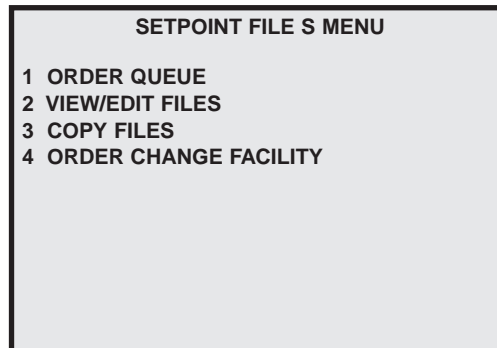 SETPOINT FILE S MENU
1 ORDER QUEUE
2 VIEW/EDIT FILES
3 COPY FILES
4 ORDER CHANGE FACILITY